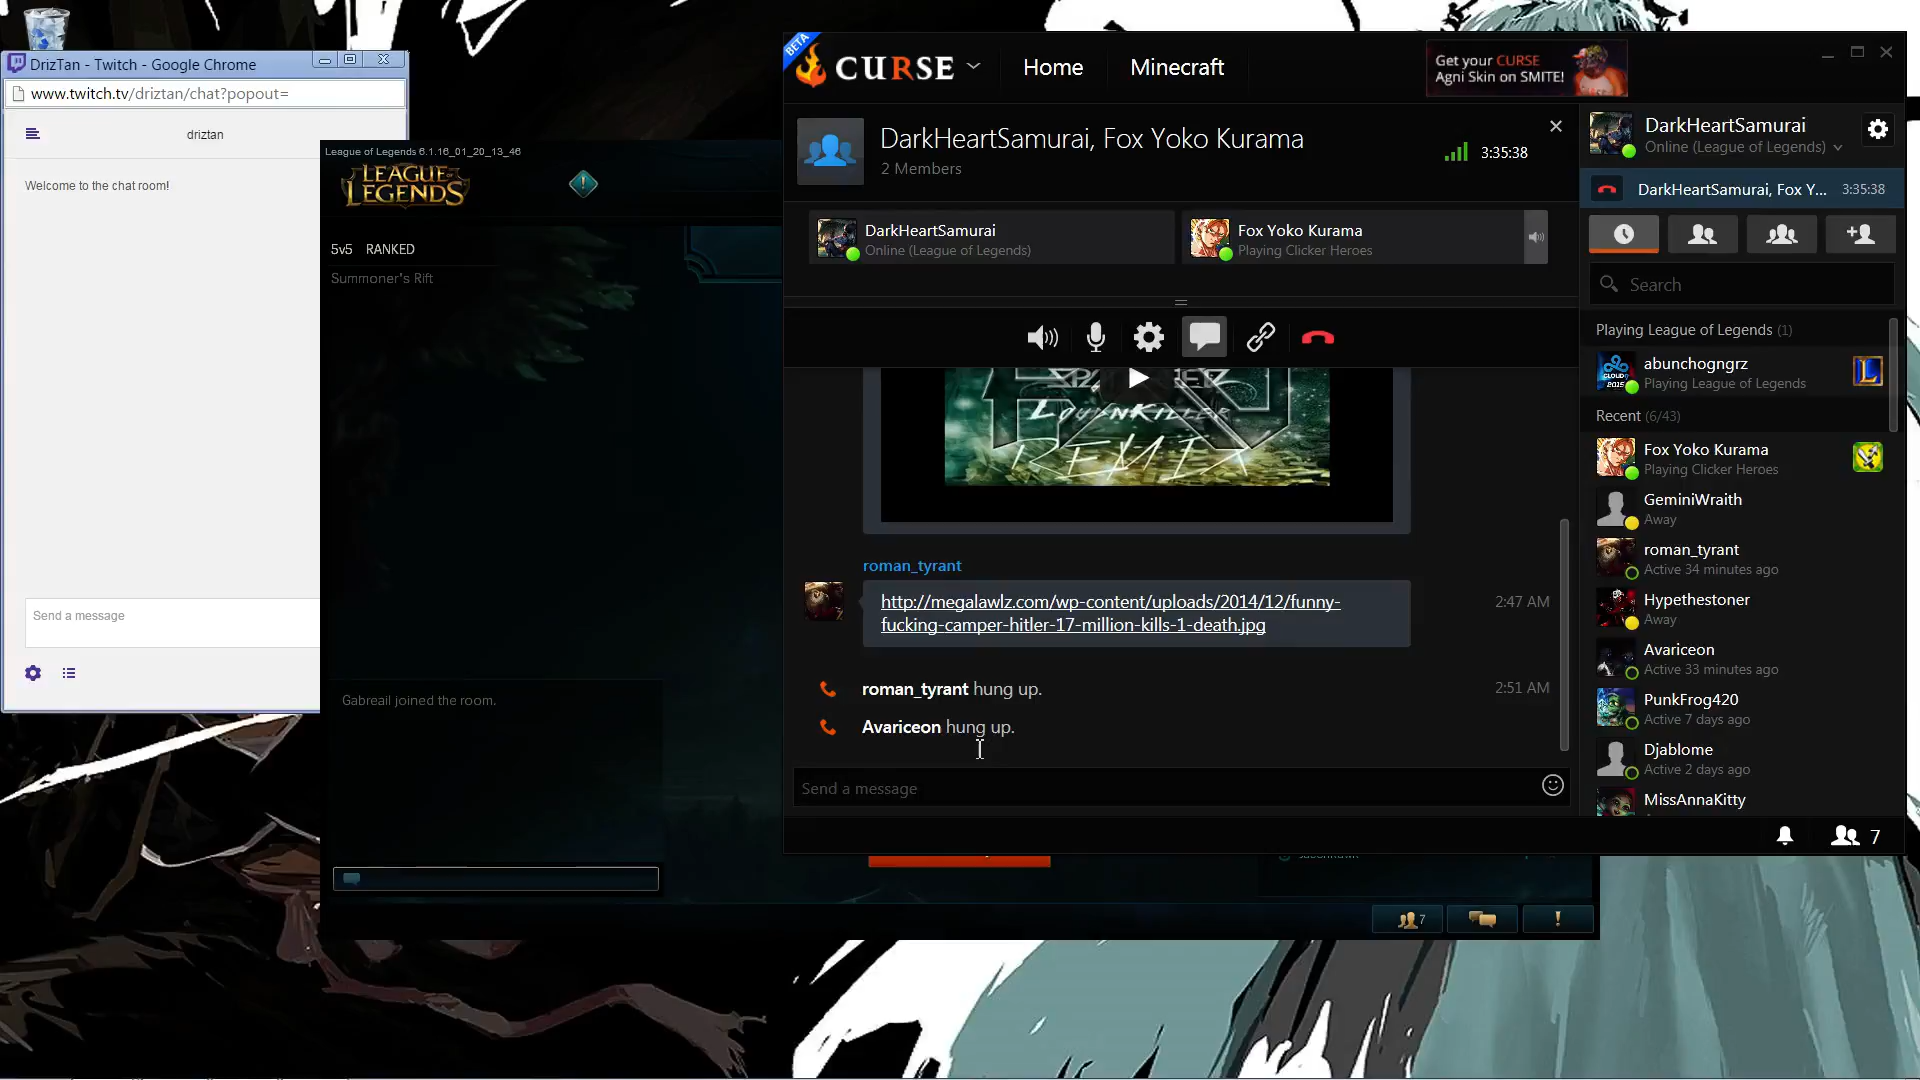 DrizTan - Twitch - Google Chrome
www.twitch.tv/driztan/chat?popout=
driztan
Welcome to the chat room!
Send a message
League of Legends 6.1.16_01_20_13_46
LEAGUE OF LEGENDS
5v5 RANKED
Summoner's Rift
Gabreail joined the room.
7
BETA
CURSE
Home
Minecraft
Get your CURSE
Agni Skin on SMITE!
DarkHeartSamurai, Fox Yoko Kurama
2 Members
3:35:38
DarkHeartSamurai
Online (League of Legends)
Fox Yoko Kurama
Playing Clicker Heroes
REMIX
roman_tyrant
http://megalawlz.com/wp-content/uploads/2014/12/funny-
fucking-camper-hitler-17-million-kills-1-death.jpg
2:47 AM
roman_tyrant hung up.
2:51 AM
Avariceon hung up.
Send a message
DarkHeartSamurai
Online (League of Legends)
DarkHeartSamurai, Fox Y...
3:35:38
Search
Playing League of Legends (1)
abunchogngrz
Playing League of Legends
Recent (6/43)
Fox Yoko Kurama
Playing Clicker Heroes
GeminiWraith
Away
roman_tyrant
Active 34 minutes ago
Hypethestoner
Away
Avariceon
Active 33 minutes ago
PunkFrog420
Active 7 days ago
Djablome
Active 2 days ago
MissAnnaKitty
7